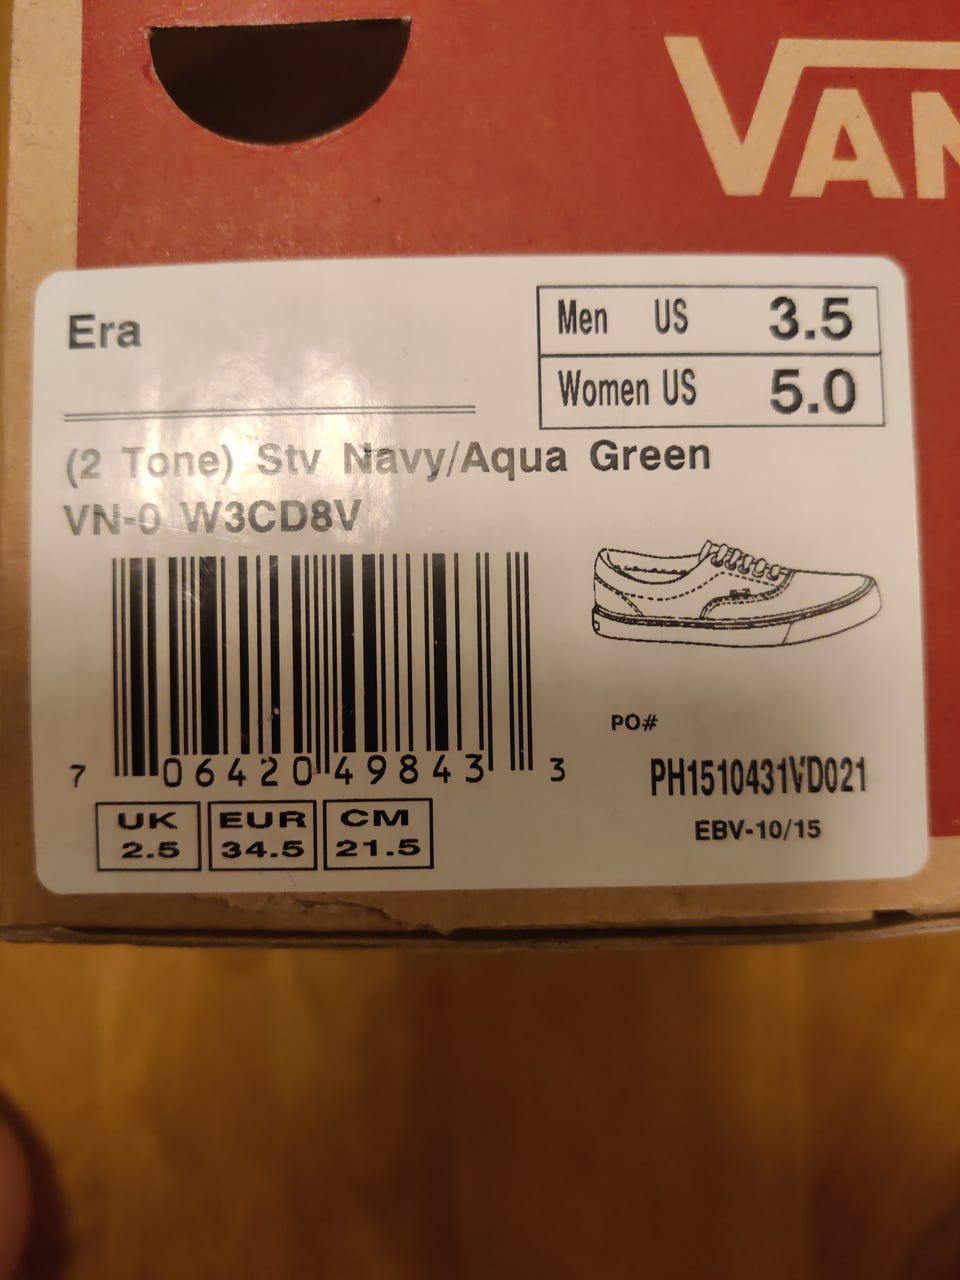 VAN
Era
Men US 3.5
Women US 5.0
(2 Tone) Stv Navy/Aqua Green
VN-0 W3CD8V
7 06420 49843 3
PO#
PH1510431VD021
EBV-10/15
UK EUR CM
2.5 34.5 21.5